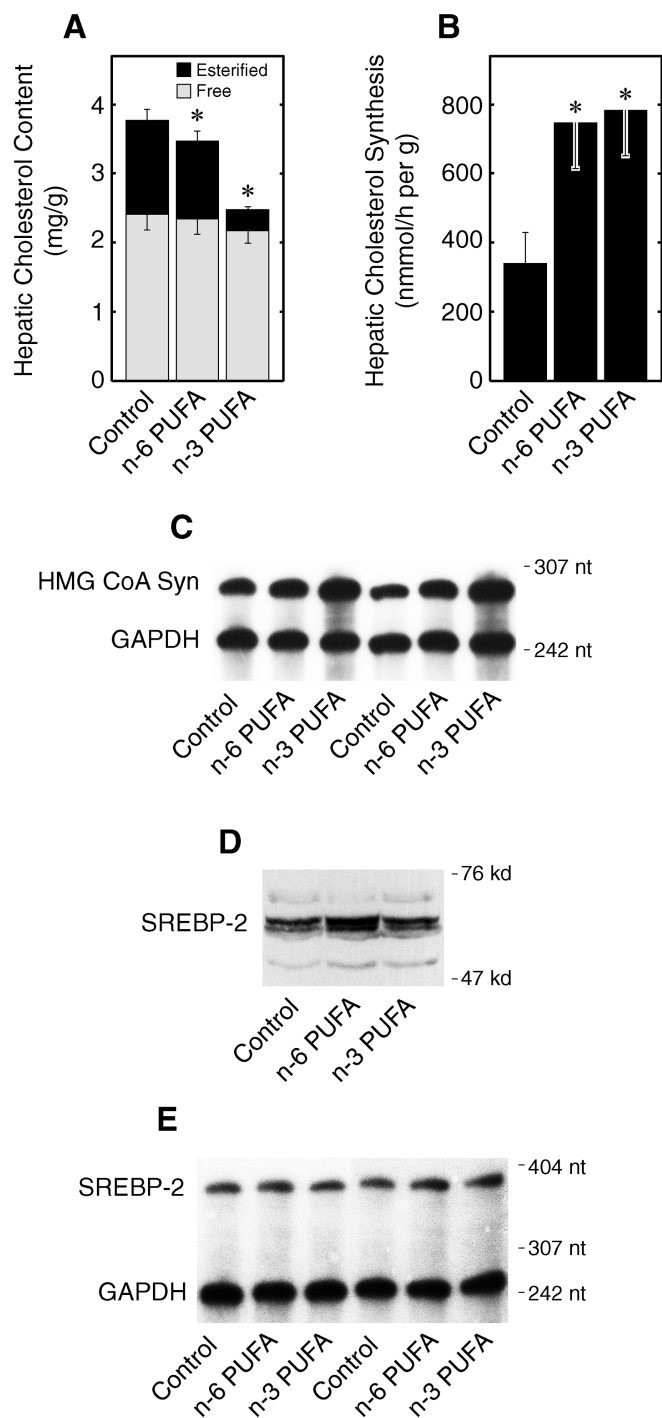 A
Hepatic Cholesterol Content
(mg/g)
4
3
2
1
0
Esterified
Free
*
*
Control
n-6 PUFA
n-3 PUFA
B
Hepatic Cholesterol Synthesis
(nmmol/h per g)
800
600
400
200
0
*
*
Control
n-6 PUFA
n-3 PUFA
C
HMG CoA Syn
GAPDH
-307 nt
-242 nt
Control
n-6 PUFA
n-3 PUFA
Control
n-6 PUFA
n-3 PUFA
D
SREBP-2
-76 kd
-47 kd
Control
n-6 PUFA
n-3 PUFA
E
SREBP-2
GAPDH
-404 nt
-307 nt
-242 nt
Control
n-6 PUFA
n-3 PUFA
Control
n-6 PUFA
n-3 PUFA